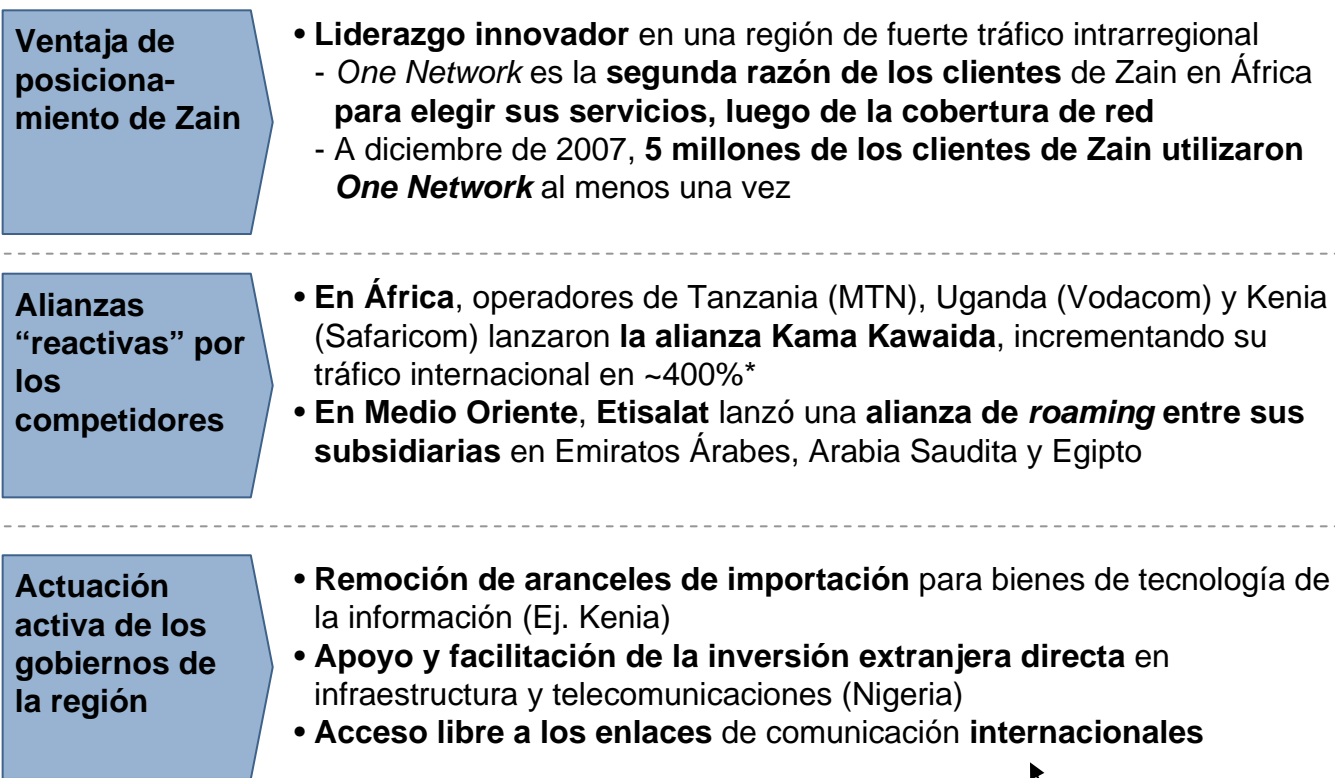 Ventaja de
posiciona-
miento de Zain
• Liderazgo innovador en una región de fuerte tráfico intrarregional
- One Network es la segunda razón de los clientes de Zain en África
para elegir sus servicios, luego de la cobertura de red
- A diciembre de 2007, 5 millones de los clientes de Zain utilizaron
One Network al menos una vez
Alianzas
“reactivas” por
los
competidores
• En África, operadores de Tanzania (MTN), Uganda (Vodacom) y Kenia
(Safaricom) lanzaron la alianza Kama Kawaida, incrementando su
tráfico internacional en ~400%*
• En Medio Oriente, Etisalat lanzó una alianza de roaming entre sus
subsidiarias en Emiratos Árabes, Arabia Saudita y Egipto
Actuación
activa de los
gobiernos de
la región
• Remoción de aranceles de importación para bienes de tecnología de
la información (Ej. Kenia)
• Apoyo y facilitación de la inversión extranjera directa en
infraestructura y telecomunicaciones (Nigeria)
• Acceso libre a los enlaces de comunicación internacionales